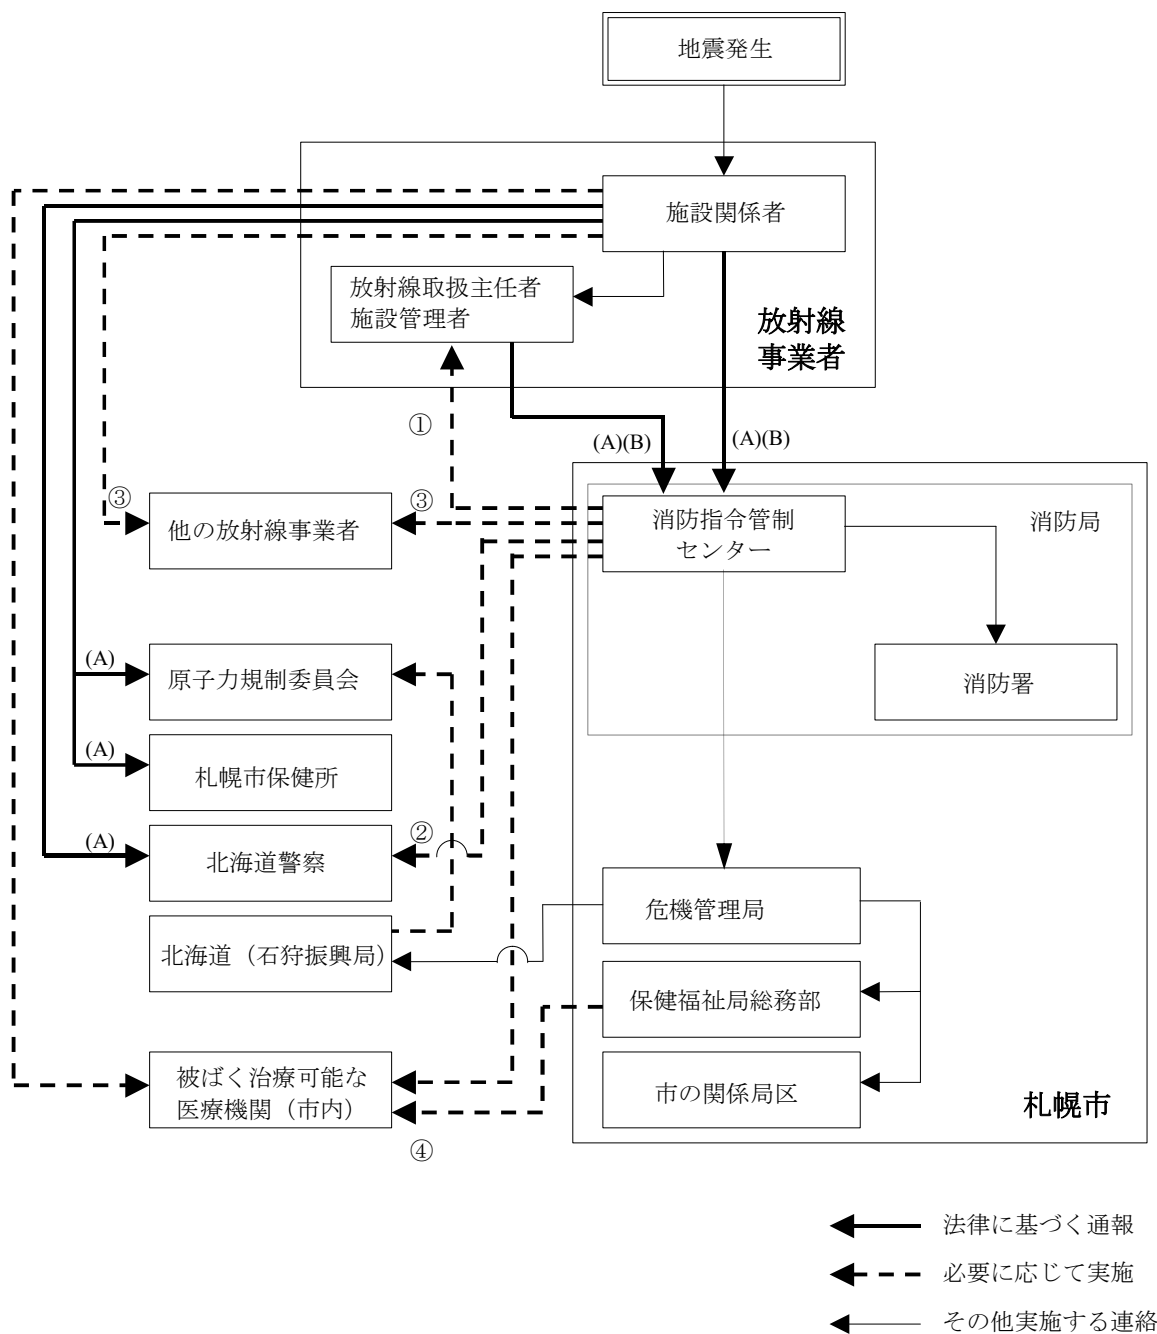 地震発生
施設関係者
放射線取扱主任者
施設管理者
放射線
事業者
①
(A)(B)
(A)(B)
③
③
他の放射線事業者
消防指令管制
センター
消防局
(A)
原子力規制委員会
消防署
(A)
札幌市保健所
(A)
②
北海道警察
危機管理局
北海道（石狩振興局）
保健福祉局総務部
被ばく治療可能な
医療機関（市内）
市の関係局区
札幌市
④
法律に基づく通報
必要に応じて実施
その他実施する連絡